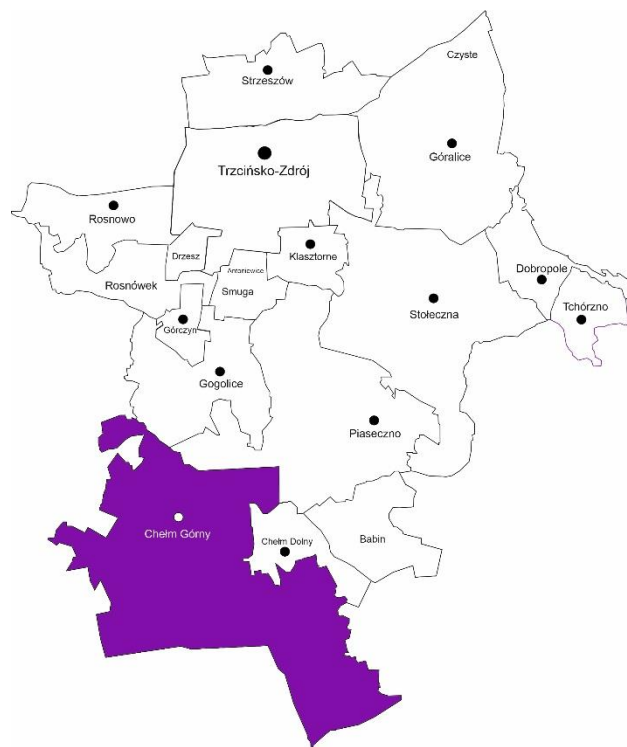 Czyste
Strzeszów
Góralice
Trzcińsko-Zdrój
Rosnowo
Drzesz
Klasztorne
Antoniewice
Dobropole
Rosnówek
Smuga
Tchórzno
Stołeczna
Górczyn
Gogolice
Piaseczno
Chełm Górny
Chełm Dolny
Babin